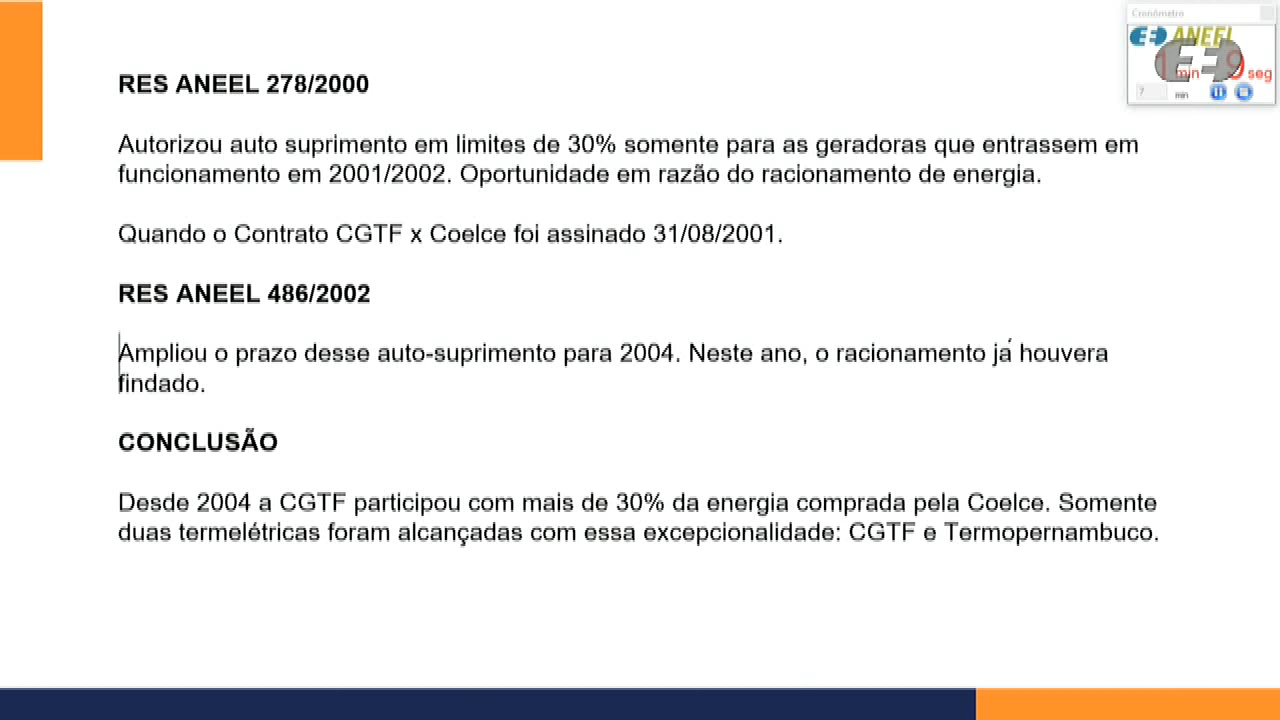 Cronômetro
ANEEL
1 min 9 seg
7 min
RES ANEEL 278/2000
Autorizou auto suprimento em limites de 30% somente para as geradoras que entrassem em
funcionamento em 2001/2002. Oportunidade em razão do racionamento de energia.
Quando o Contrato CGTF x Coelce foi assinado 31/08/2001.
RES ANEEL 486/2002
Ampliou o prazo desse auto-suprimento para 2004. Neste ano, o racionamento já houvera
findado.
CONCLUSÃO
Desde 2004 a CGTF participou com mais de 30% da energia comprada pela Coelce. Somente
duas termelétricas foram alcançadas com essa excepcionalidade: CGTF e Termopernambuco.